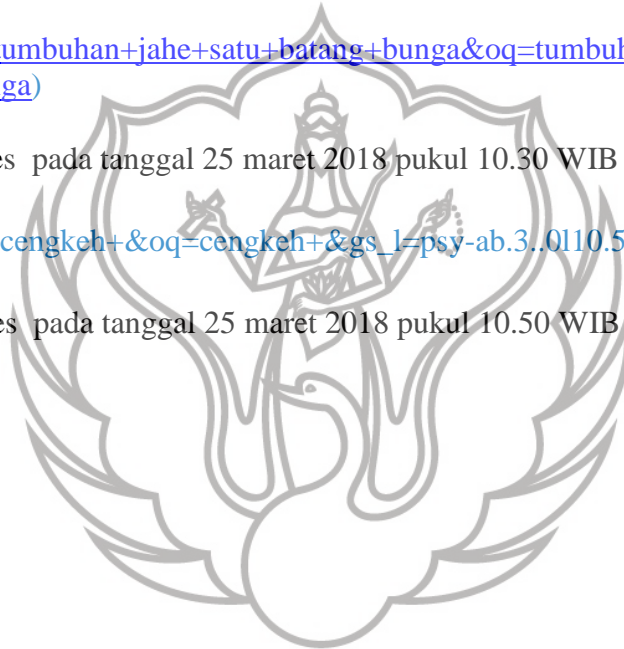 tumbuhan+jahe+satu+batang+bunga&oq=tumbuh
ga)
es pada tanggal 25 maret 2018 pukul 10.30 WIB
cengkeh+&oq=cengkeh+&gs_l=psy-ab.3..0l10.5
es pada tanggal 25 maret 2018 pukul 10.50 WIB